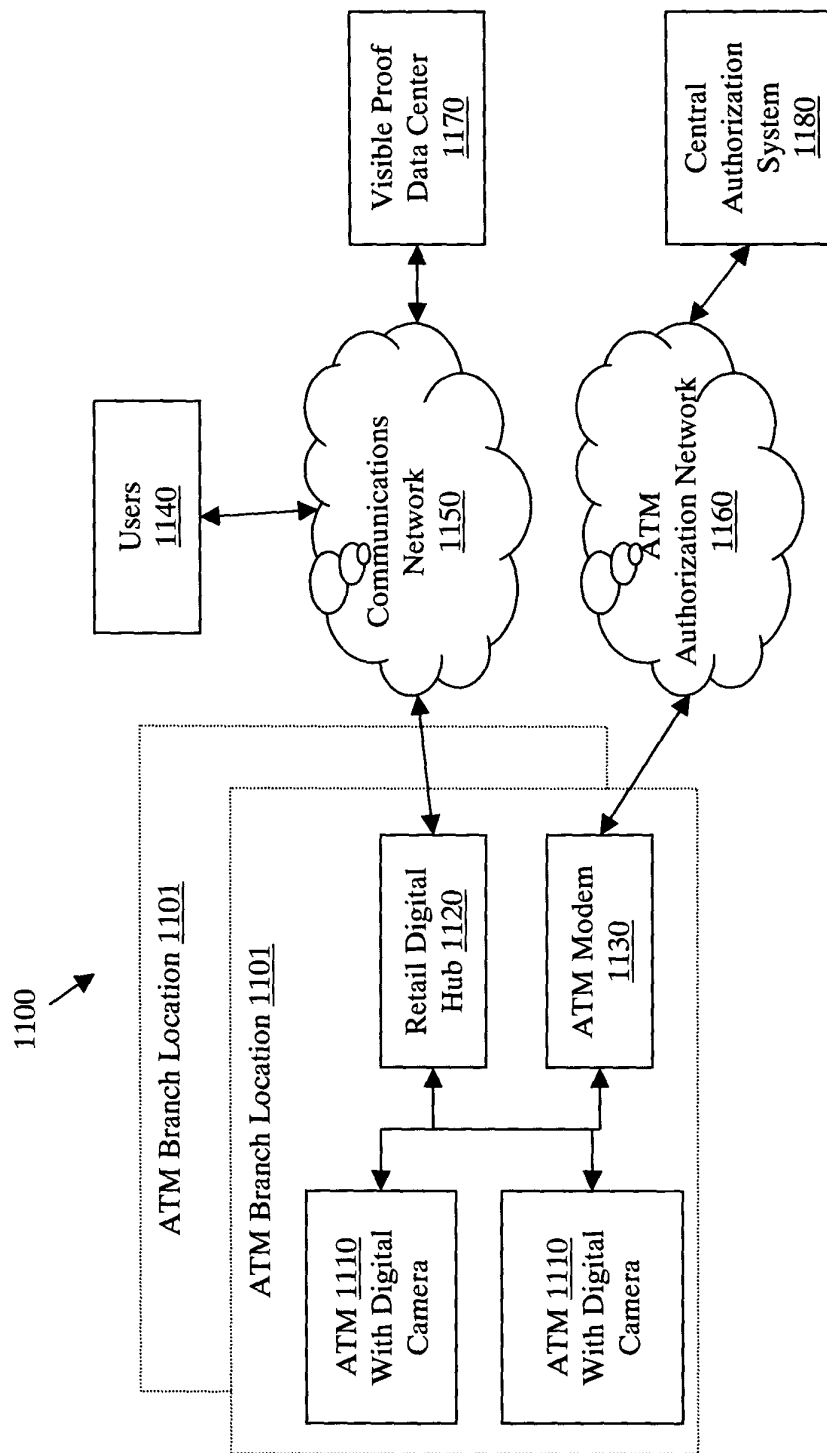 1100
ATM Branch Location 1101
ATM Branch Location 1101
ATM 1110
With Digital
Camera
ATM 1110
With Digital
Camera
Retail Digital
Hub 1120
ATM Modem
1130
Users
1140
Communications
Network
1150
ATM
Authorization Network
1160
Visible Proof
Data Center
1170
Central
Authorization
System
1180